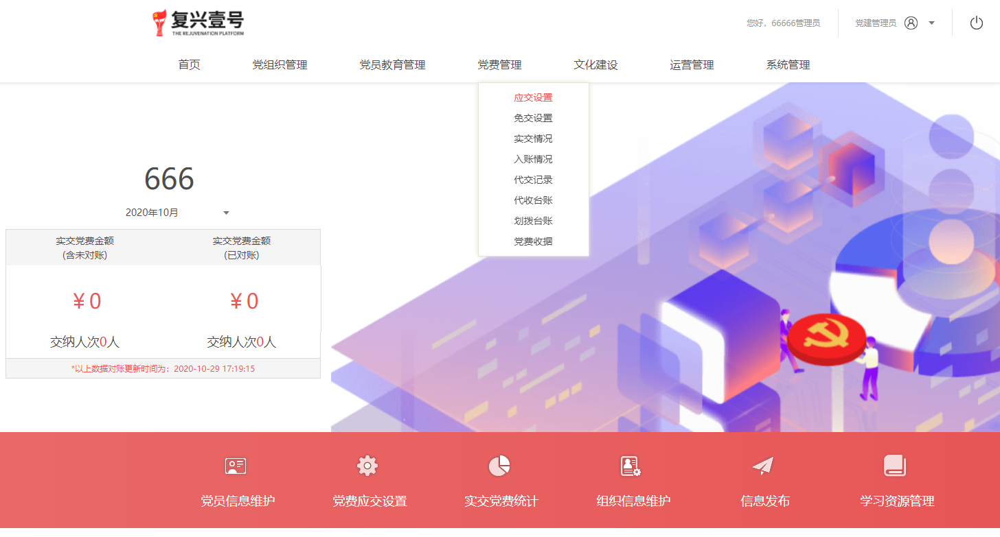 复兴壹号
THE REJUVENATION PLATFORM
您好，66666管理员
党建管理员
首页
党组织管理
党员教育管理
党费管理
文化建设
运营管理
系统管理
应交设置
免交设置
实交情况
入账情况
代交记录
代收台账
划拨台账
党费收据
666
2020年10月
实交党费金额
(含未对账)
实交党费金额
(已对账)
¥ 0
¥ 0
交纳人次0人
交纳人次0人
*以上数据对账更新时间为：2020-10-29 17:19:15
党员信息维护
党费应交设置
实交党费统计
组织信息维护
信息发布
学习资源管理